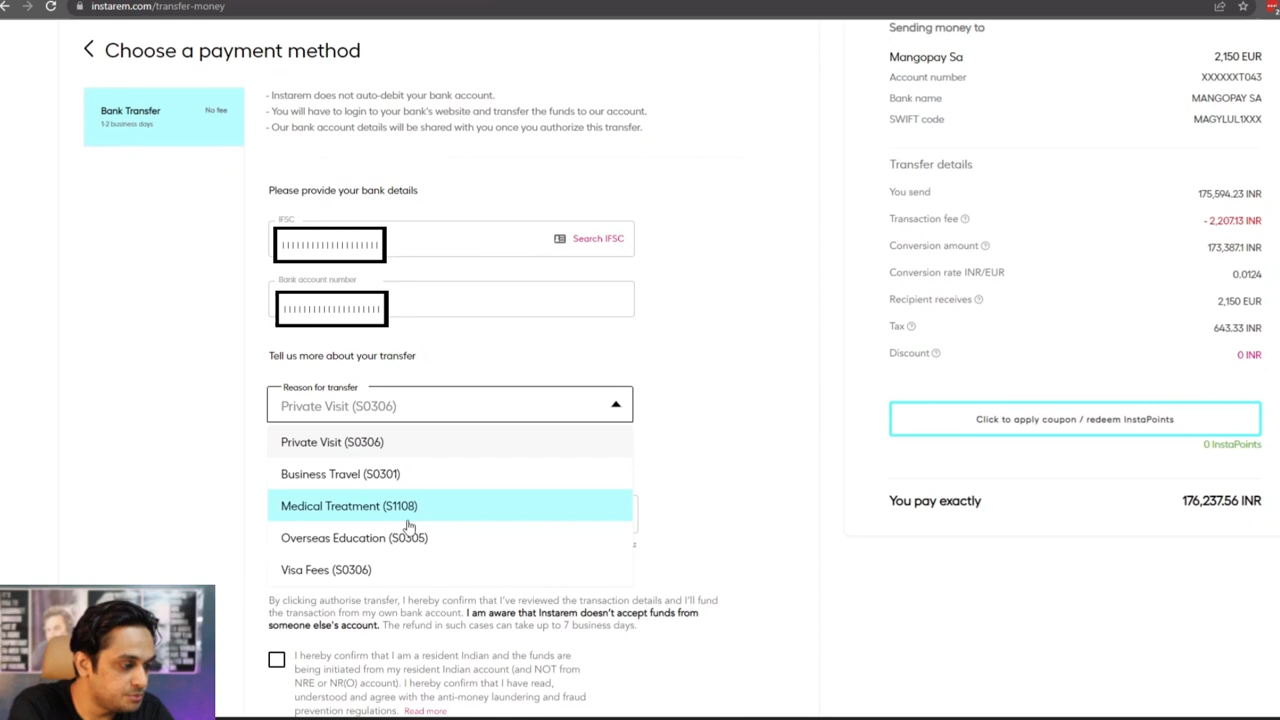 instarem.com/transfer-money
Choose a payment method
Bank Transfer
No fee
1-2 business days
- Instarem does not auto-debit your bank account.
- You will have to login to your bank's website and transfer the funds to our account.
- Our bank account details will be shared with you once you authorize this transfer.
Please provide your bank details
IFSC
Search IFSC
Bank account number
Tell us more about your transfer
Reason for transfer
Private Visit (S0306)
Private Visit (S0306)
Business Travel (S0301)
Medical Treatment (S1108)
Overseas Education (S0305)
Visa Fees (S0306)
By clicking authorise transfer, I hereby confirm that I've reviewed the transaction details and I'll fund
the transaction from my own bank account. I am aware that Instarem doesn't accept funds from
someone else's account. The refund in such cases can take up to 7 business days.
I hereby confirm that I am a resident Indian and the funds are
being initiated from my resident Indian account (and NOT from
NRE or NR(O) account). I hereby confirm that I have read,
understood and agree with the anti-money laundering and fraud
prevention regulations. Read more
Sending money to
Mangopay Sa 2,150 EUR
Account number XXXXXXT043
Bank name MANGOPAY SA
SWIFT code MAGYLUL1XXX
Transfer details
You send 175,594.23 INR
Transaction fee - 2,207.13 INR
Conversion amount 173,387.1 INR
Conversion rate INR/EUR 0.0124
Recipient receives 2,150 EUR
Tax 643.33 INR
Discount 0 INR
Click to apply coupon / redeem InstaPoints
0 InstaPoints
You pay exactly 176,237.56 INR